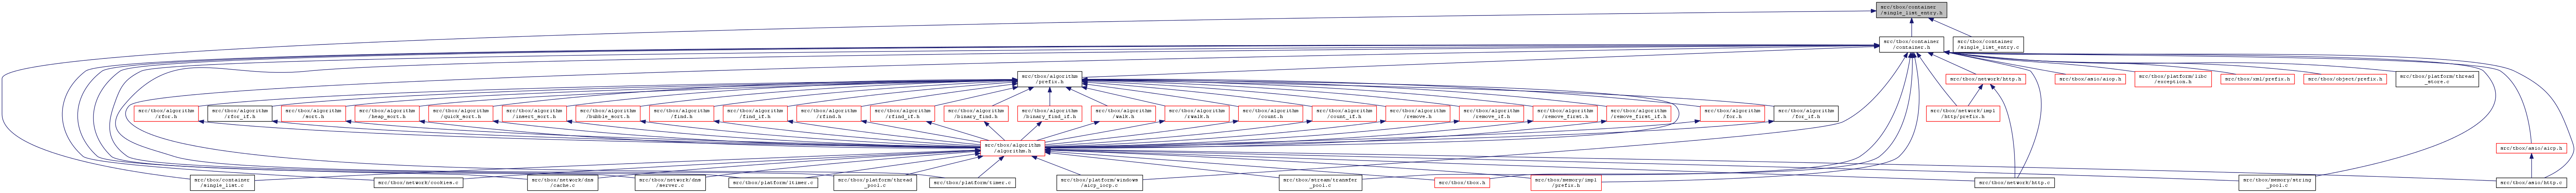 src/tbox/container
/single_list_entry.h
src/tbox/container
/container.h
src/tbox/container
/single_list_entry.c
src/tbox/algorithm
/prefix.h
src/tbox/network/http.h
src/tbox/asio/aiop.h
src/tbox/platform/libc
/exception.h
src/tbox/xml/prefix.h
src/tbox/object/prefix.h
src/tbox/platform/thread
_store.c
src/tbox/algorithm
/rfor.h
src/tbox/algorithm
/rfor_if.h
src/tbox/algorithm
/sort.h
src/tbox/algorithm
/heap_sort.h
src/tbox/algorithm
/quick_sort.h
src/tbox/algorithm
/insert_sort.h
src/tbox/algorithm
/bubble_sort.h
src/tbox/algorithm
/find.h
src/tbox/algorithm
/find_if.h
src/tbox/algorithm
/rfind.h
src/tbox/algorithm
/rfind_if.h
src/tbox/algorithm
/binary_find.h
src/tbox/algorithm
/binary_find_if.h
src/tbox/algorithm
/walk.h
src/tbox/algorithm
/rwalk.h
src/tbox/algorithm
/count.h
src/tbox/algorithm
/count_if.h
src/tbox/algorithm
/remove.h
src/tbox/algorithm
/remove_if.h
src/tbox/algorithm
/remove_first.h
src/tbox/algorithm
/remove_first_if.h
src/tbox/algorithm
/for.h
src/tbox/algorithm
/for_if.h
src/tbox/network/impl
/http/prefix.h
src/tbox/algorithm
/algorithm.h
src/tbox/asio/aicp.h
src/tbox/container
/single_list.c
src/tbox/network/cookies.c
src/tbox/network/dns
/cache.c
src/tbox/network/dns
/server.c
src/tbox/platform/ltimer.c
src/tbox/platform/thread
_pool.c
src/tbox/platform/timer.c
src/tbox/platform/windows
/aicp_iocp.c
src/tbox/stream/transfer
_pool.c
src/tbox/tbox.h
src/tbox/memory/impl
/prefix.h
src/tbox/network/http.c
src/tbox/memory/string
_pool.c
src/tbox/asio/http.c